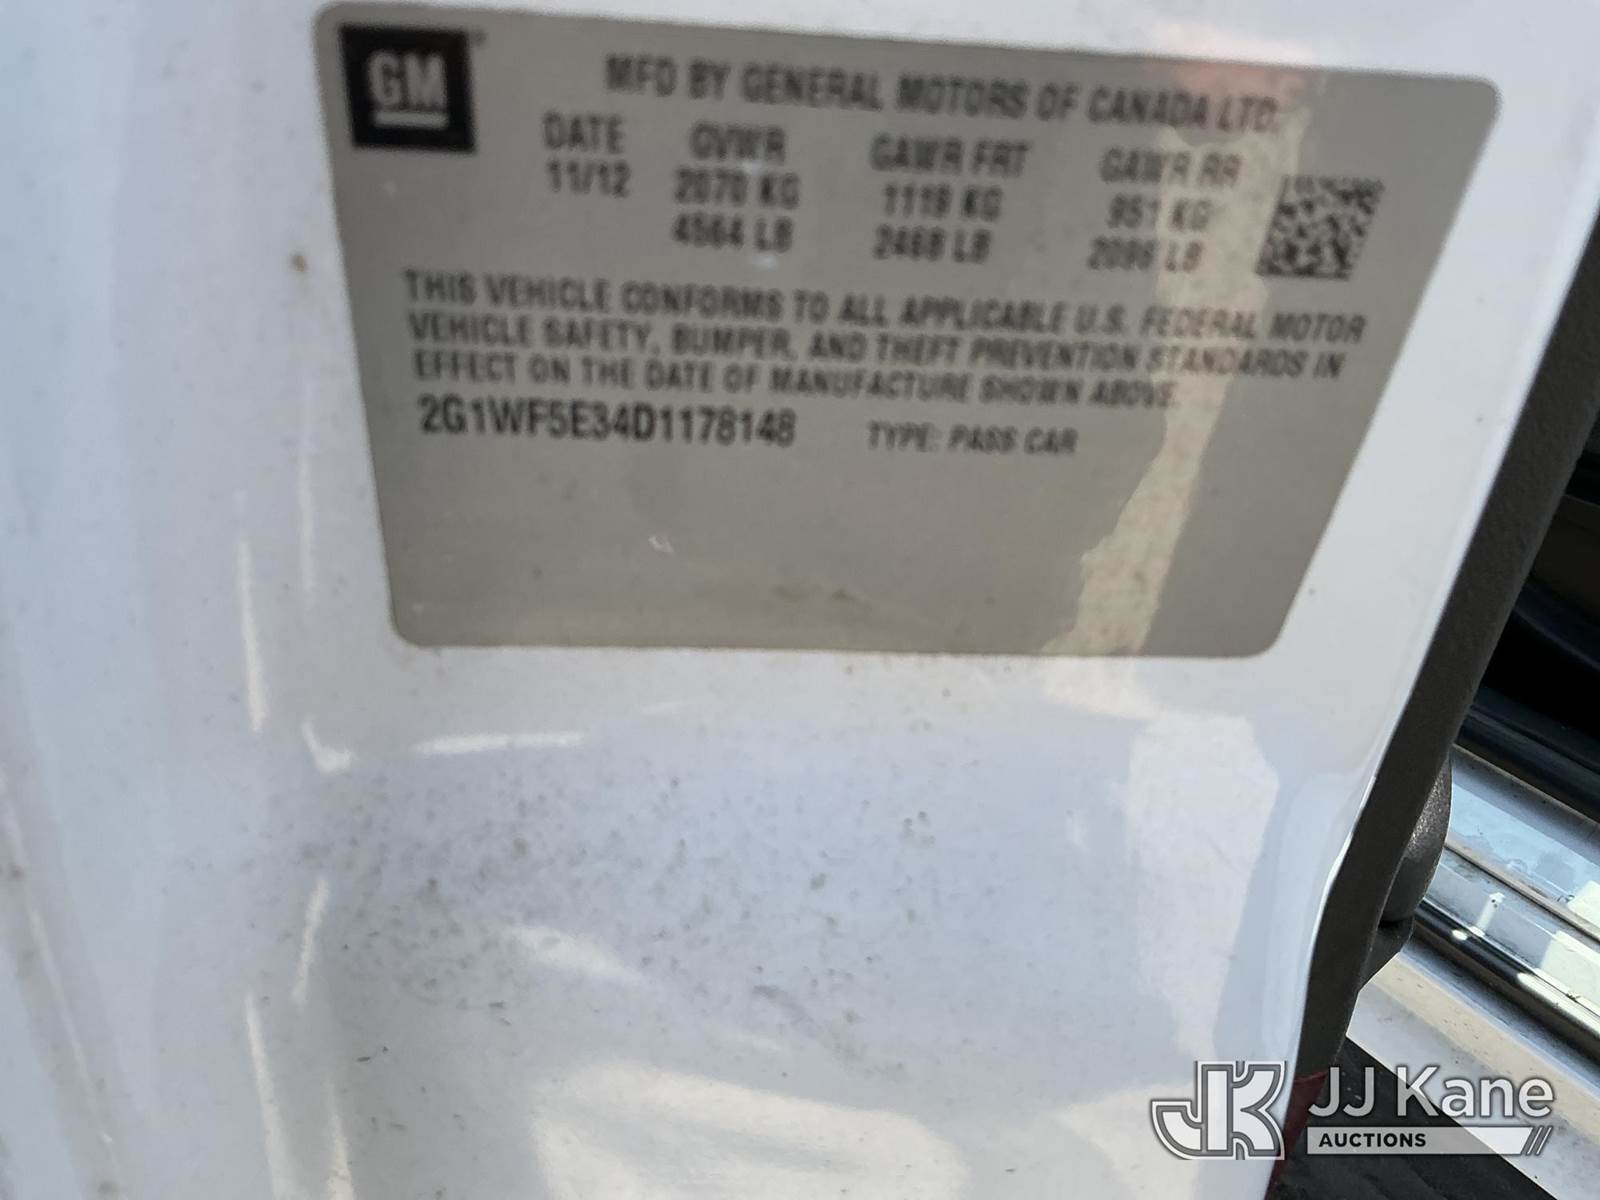 GM
MFD BY GENERAL MOTORS OF CANADA LTD.
DATE GVWR GAWR FRT GAWR RR
11/12 2070 KG 1119 KG 951 KG
4564 LB 2468 LB 2096 LB
THIS VEHICLE CONFORMS TO ALL APPLICABLE U.S. FEDERAL MOTOR
VEHICLE SAFETY, BUMPER, AND THEFT PREVENTION STANDARDS IN
EFFECT ON THE DATE OF MANUFACTURE SHOWN ABOVE.
2G1WF5E34D1178148 TYPE: PASS CAR
JK JJ Kane
AUCTIONS